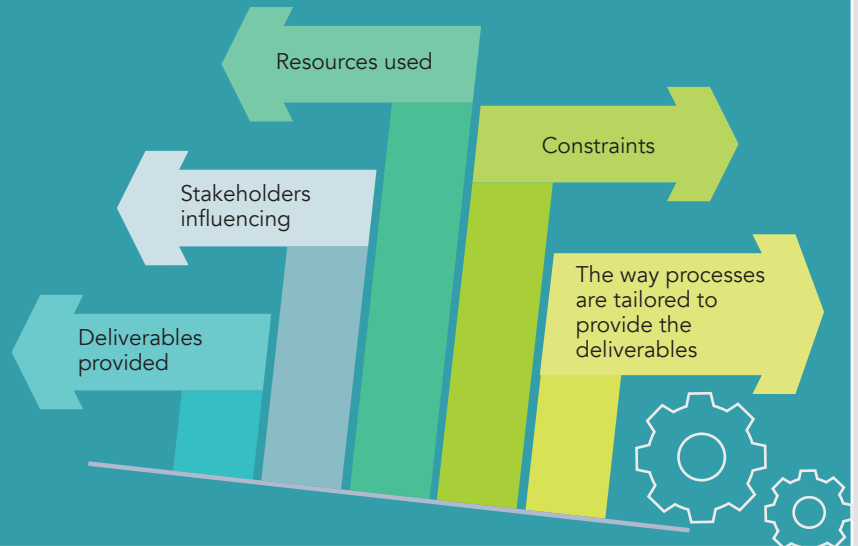 Resources used
Constraints
Stakeholders
influencing
The way processes
are tailored to
provide the
deliverables
Deliverables
provided